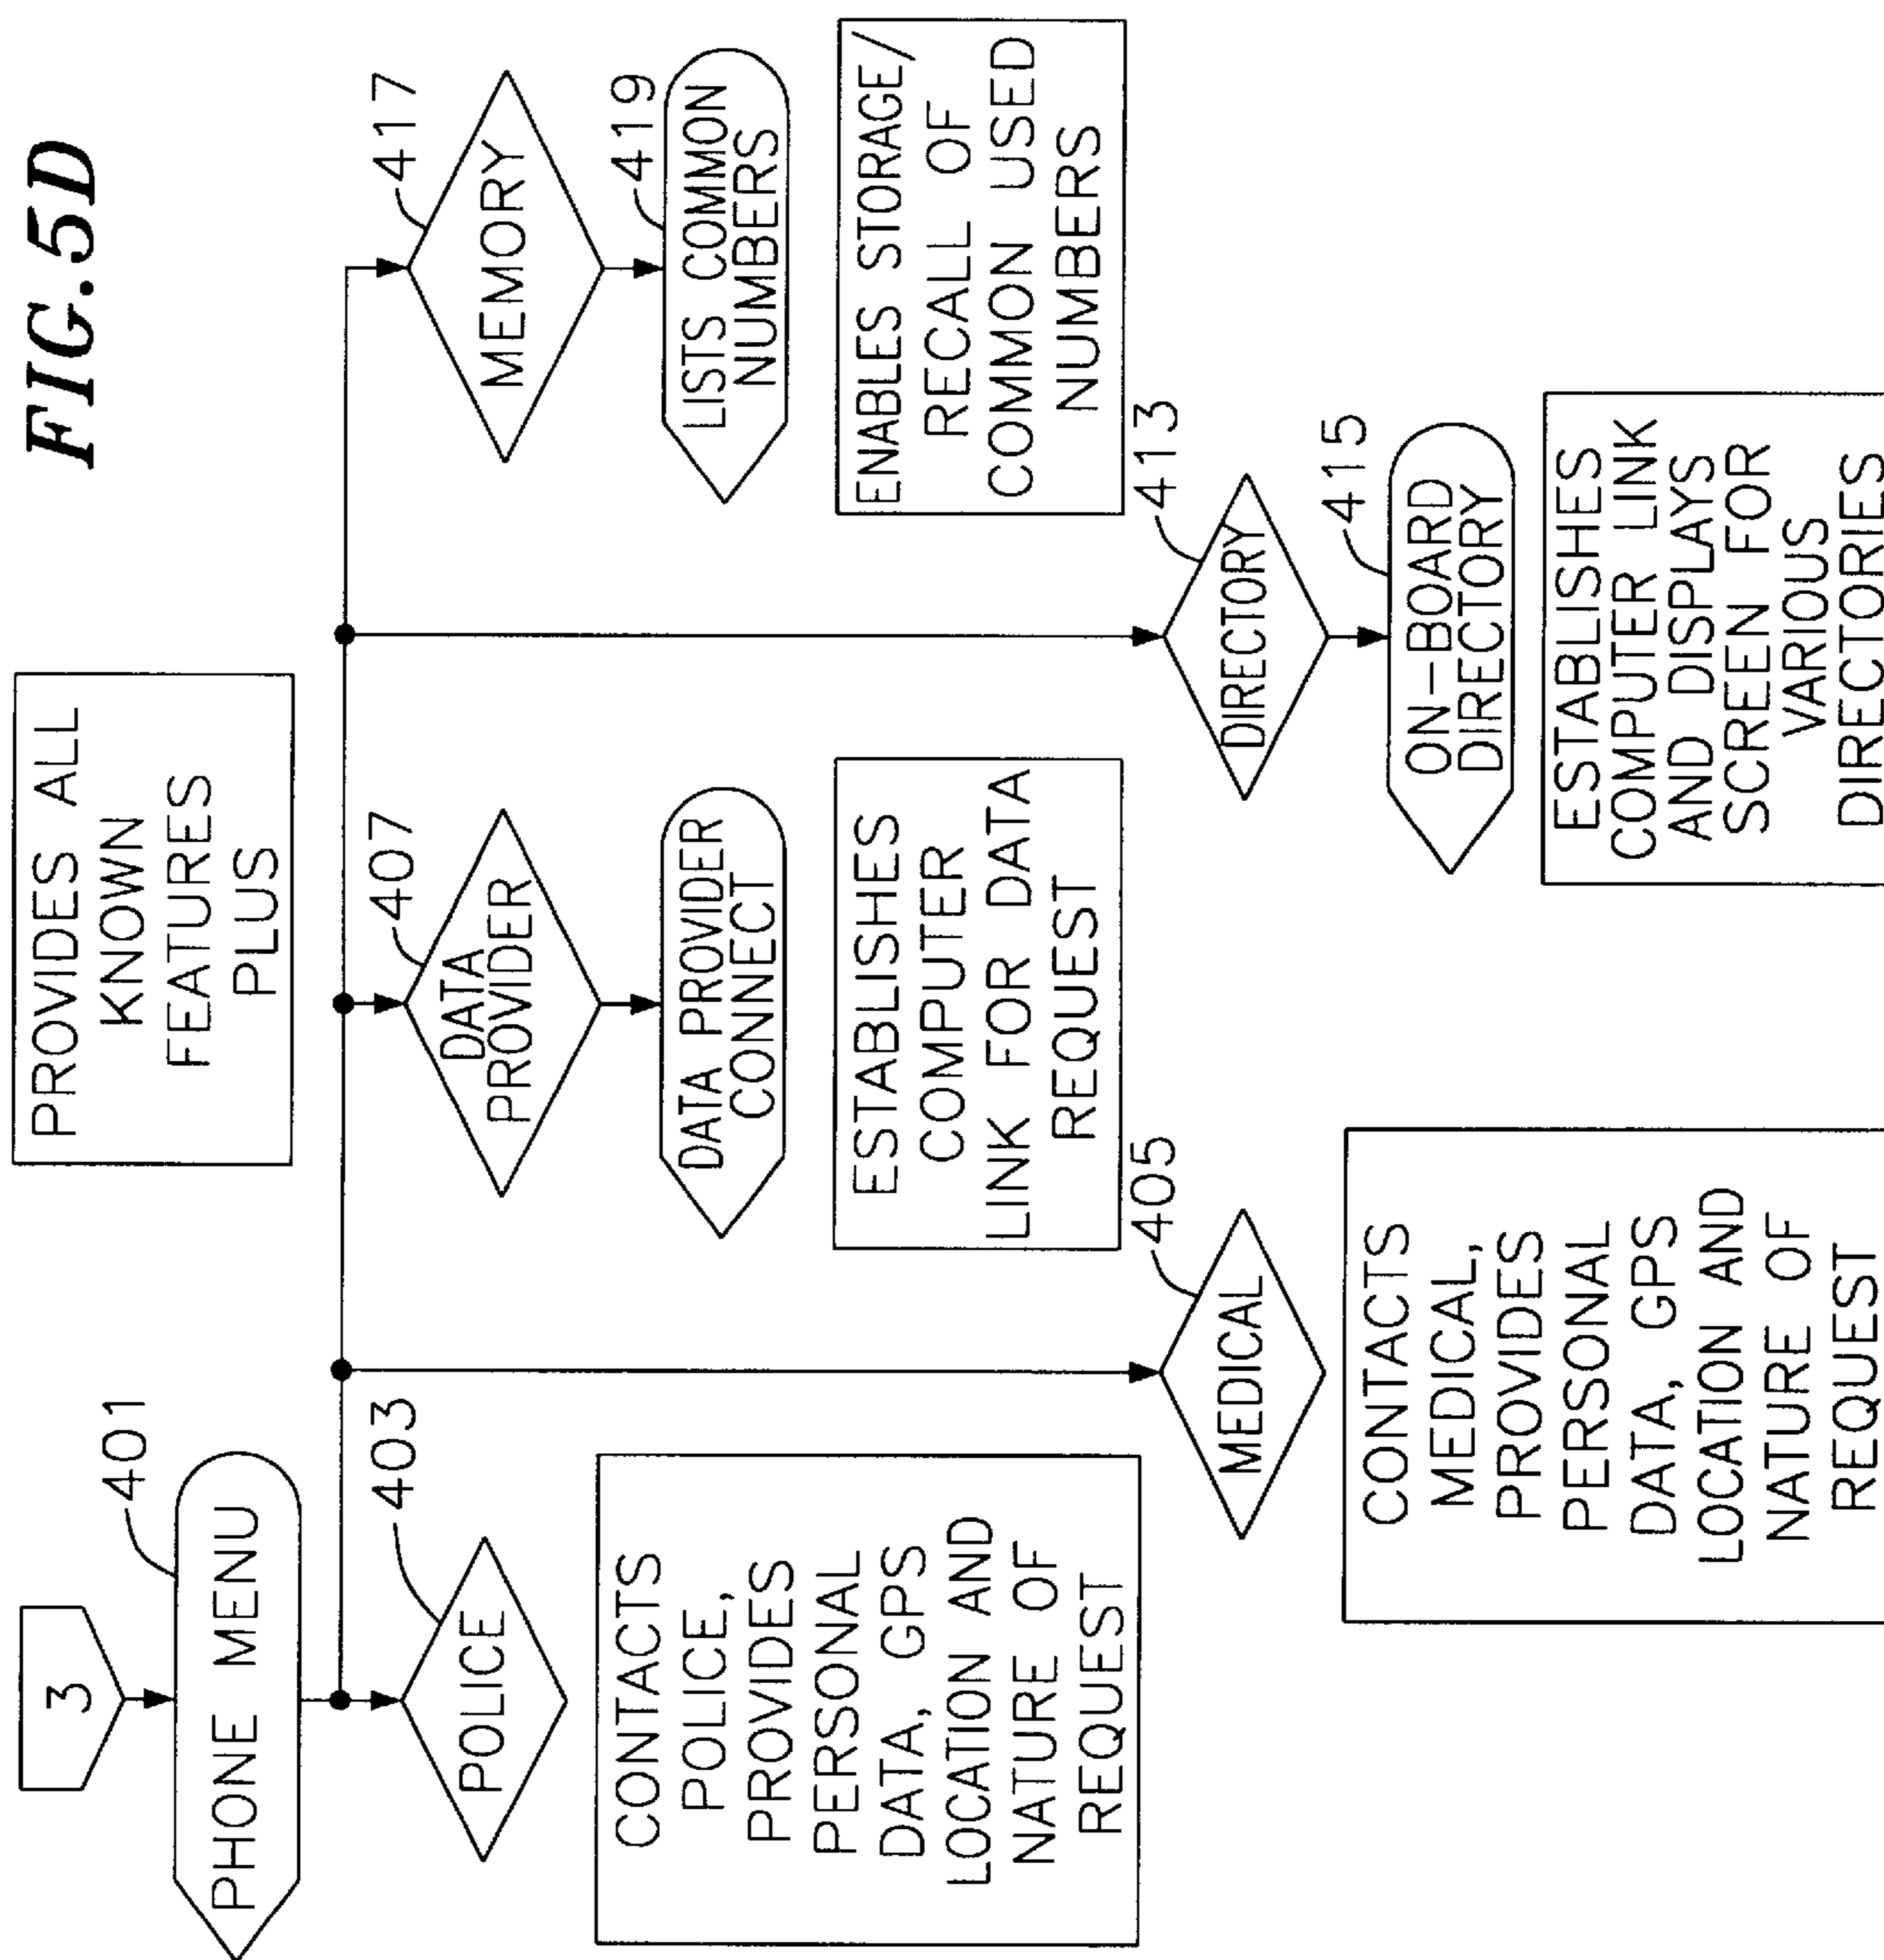 FIG.5D
3
PHONE MENU
401
PROVIDES ALL
KNOWN
FEATURES
PLUS
POLICE
403
CONTACTS
POLICE,
PROVIDES
PERSONAL
DATA, GPS
LOCATION AND
NATURE OF
REQUEST
MEDICAL
405
CONTACTS
MEDICAL,
PROVIDES
PERSONAL
DATA, GPS
LOCATION AND
NATURE OF
REQUEST
DATA
PROVIDER
407
DATA PROVIDER
CONNECT
ESTABLISHES
COMPUTER
LINK FOR DATA
REQUEST
DIRECTORY
413
ON-BOARD
DIRECTORY
415
ESTABLISHES
COMPUTER LINK
AND DISPLAYS
SCREEN FOR
VARIOUS
DIRECTORIES
MEMORY
417
LISTS COMMON
NUMBERS
419
ENABLES STORAGE/
RECALL OF
COMMON USED
NUMBERS